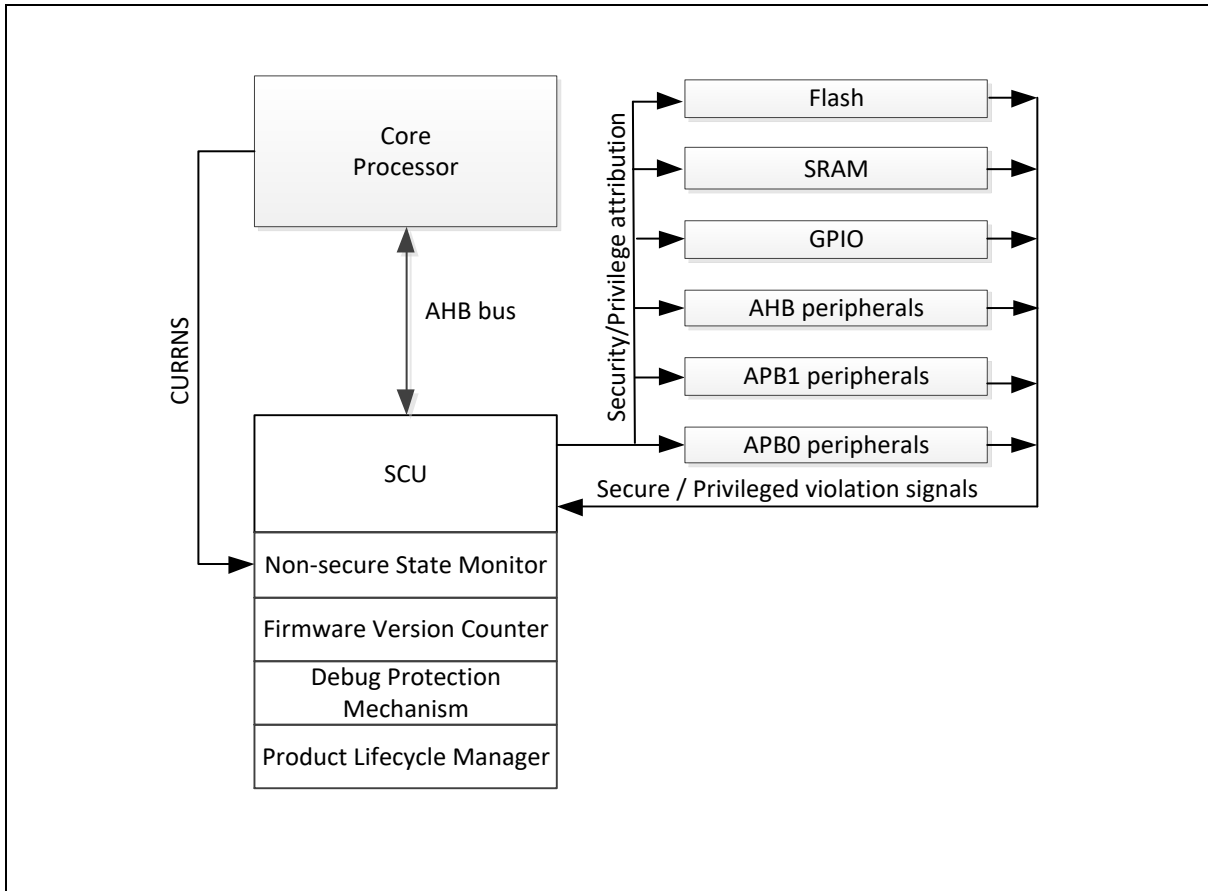 Core
Processor
CURRNS
AHB bus
SCU
Non-secure State Monitor
Firmware Version Counter
Debug Protection
Mechanism
Product Lifecycle Manager
Security/Privilege attribution
Flash
SRAM
GPIO
AHB peripherals
APB1 peripherals
APB0 peripherals
Secure / Privileged violation signals